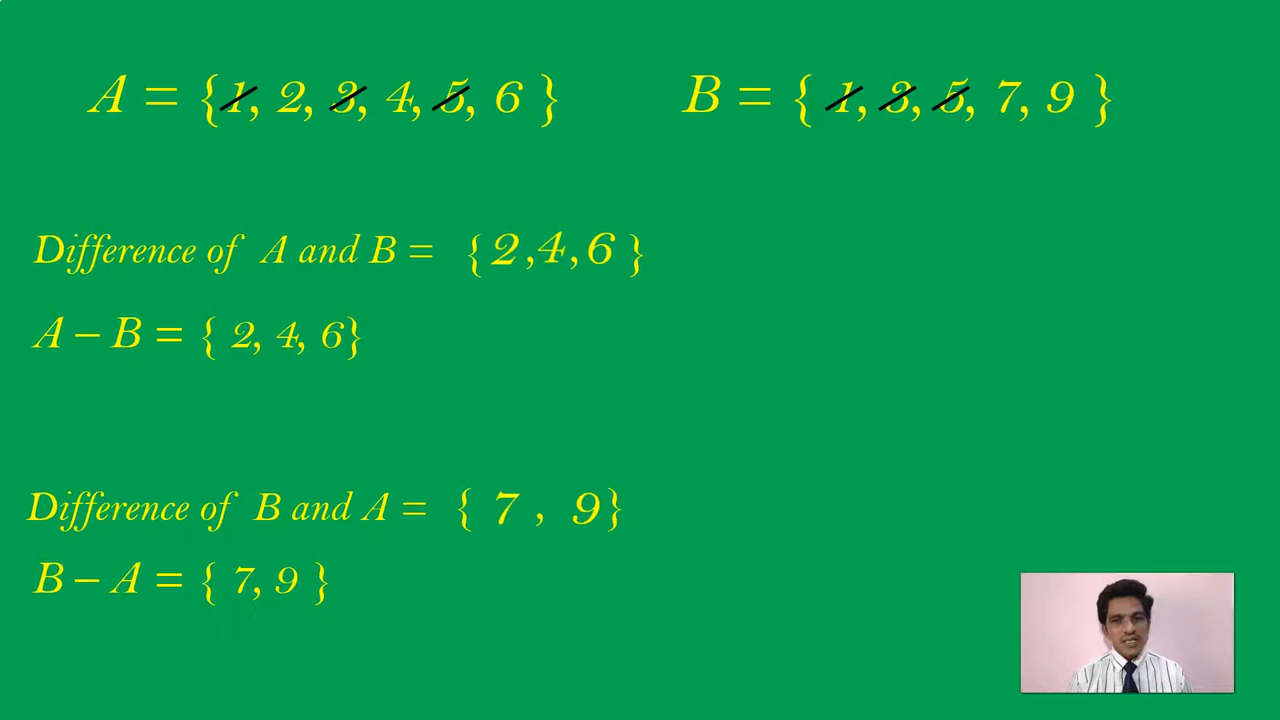 A = {1, 2, 3, 4, 5, 6 } B = { 1, 3, 5, 7, 9 }
Difference of A and B = { 2 ,4 , 6 }
A – B = { 2, 4, 6}
Difference of B and A = { 7 , 9 }
B – A = { 7, 9 }